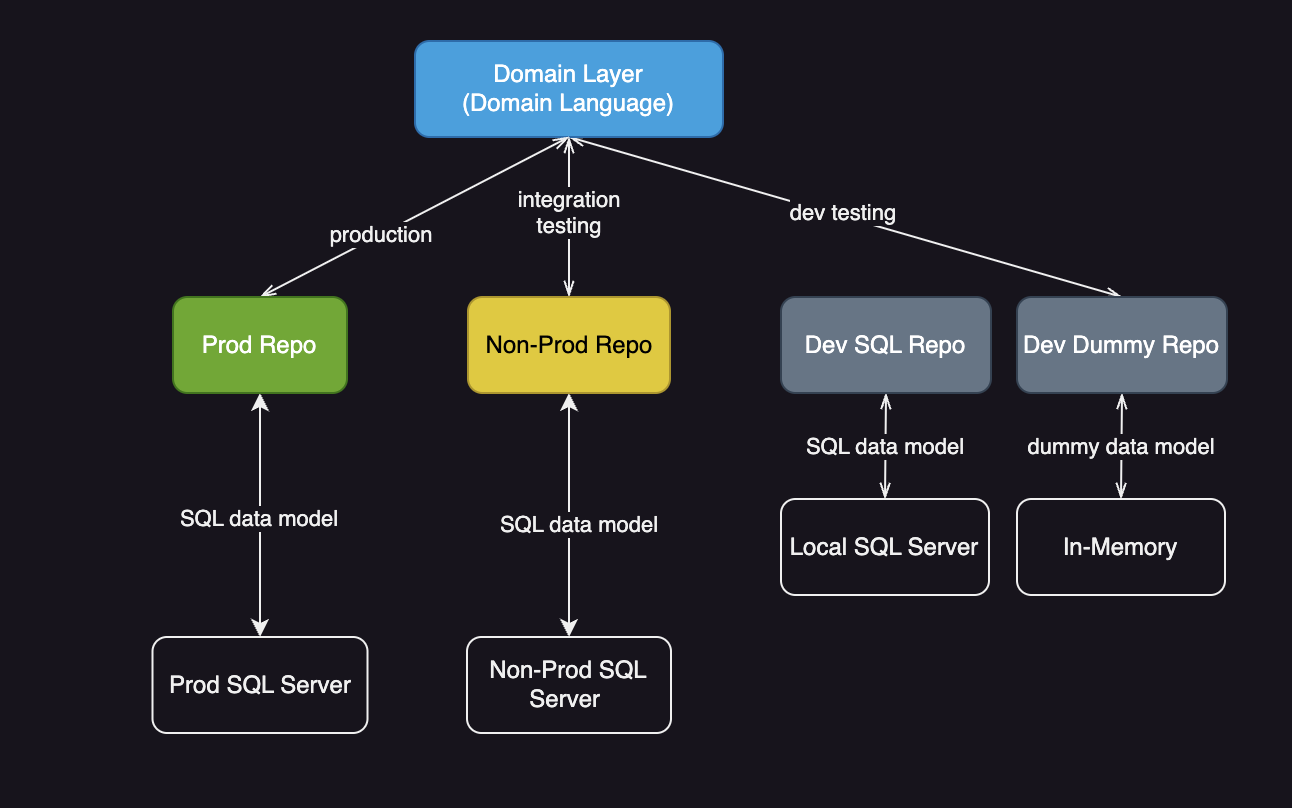 Domain Layer
(Domain Language)
integration
testing
dev testing
production
Prod Repo
Non-Prod Repo
Dev SQL Repo
Dev Dummy Repo
SQL data model
dummy data model
SQL data model
SQL data model
Local SQL Server
In-Memory
Prod SQL Server
Non-Prod SQL
Server